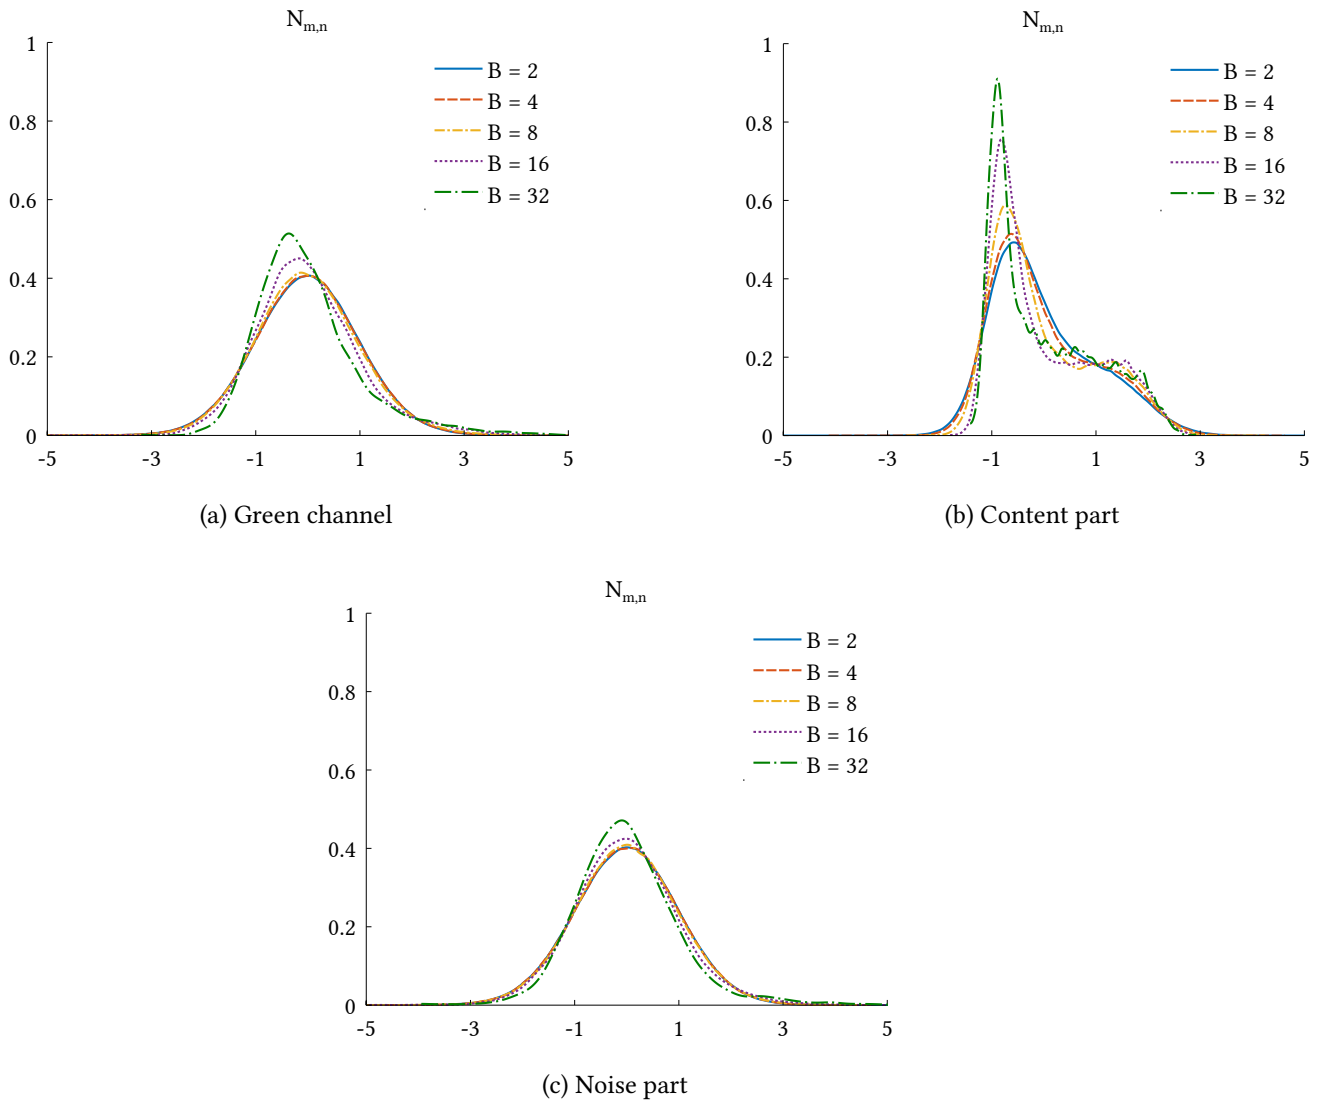 N_{m,n}
1
0.8
0.6
0.4
0.2
0
-5 -3 -1 1 3 5
B = 2
B = 4
B = 8
B = 16
B = 32
(a) Green channel
N_{m,n}
1
0.8
0.6
0.4
0.2
0
-5 -3 -1 1 3 5
B = 2
B = 4
B = 8
B = 16
B = 32
(b) Content part
N_{m,n}
1
0.8
0.6
0.4
0.2
0
-5 -3 -1 1 3 5
B = 2
B = 4
B = 8
B = 16
B = 32
(c) Noise part